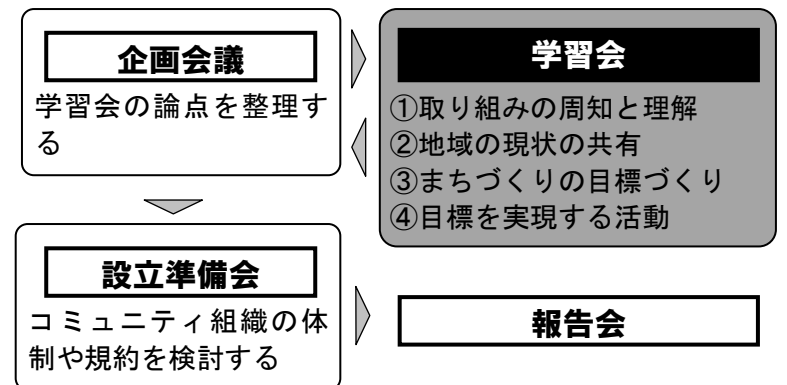 企画会議
学習会の論点を整理す
る
学習会
①取り組みの周知と理解
②地域の現状の共有
③まちづくりの目標づくり
④目標を実現する活動
設立準備会
コミュニティ組織の体
制や規約を検討する
報告会